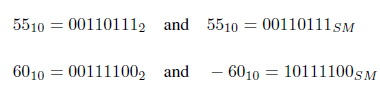 55₁₀ = 00110111₂ and 55₁₀ = 00110111_SM
60₁₀ = 00111100₂ and − 60₁₀ = 10111100_SM